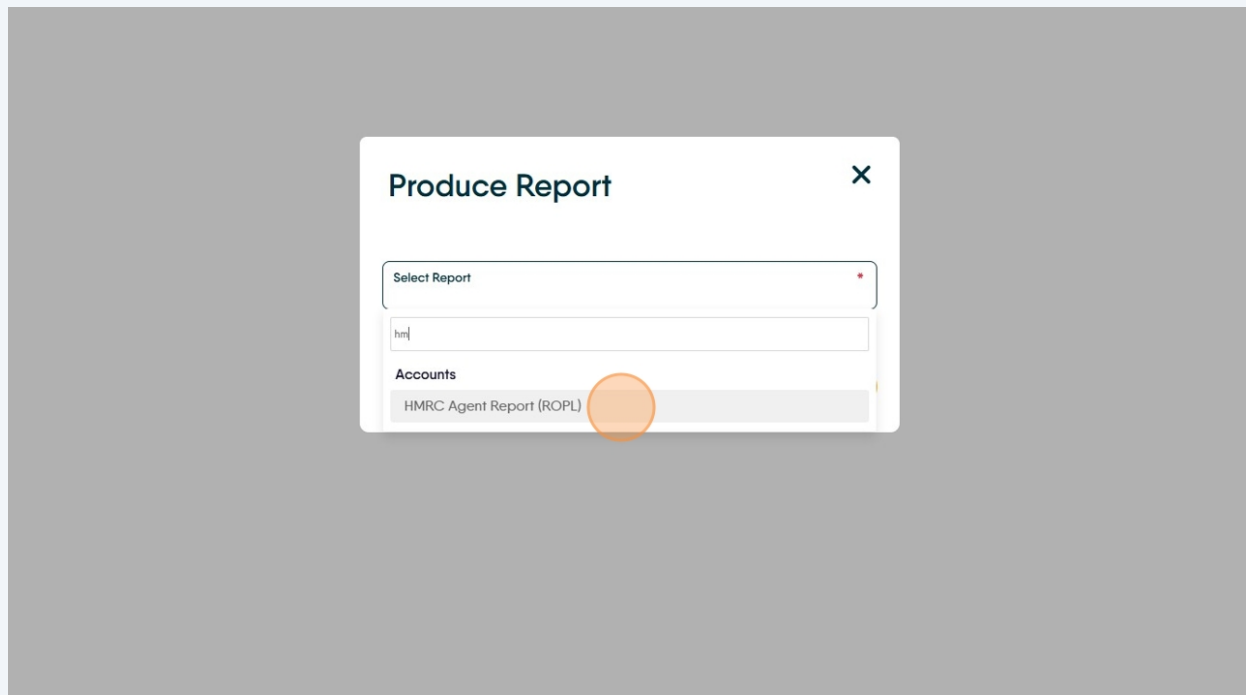 Produce Report
Select Report *
hm
Accounts
HMRC Agent Report (ROPL)